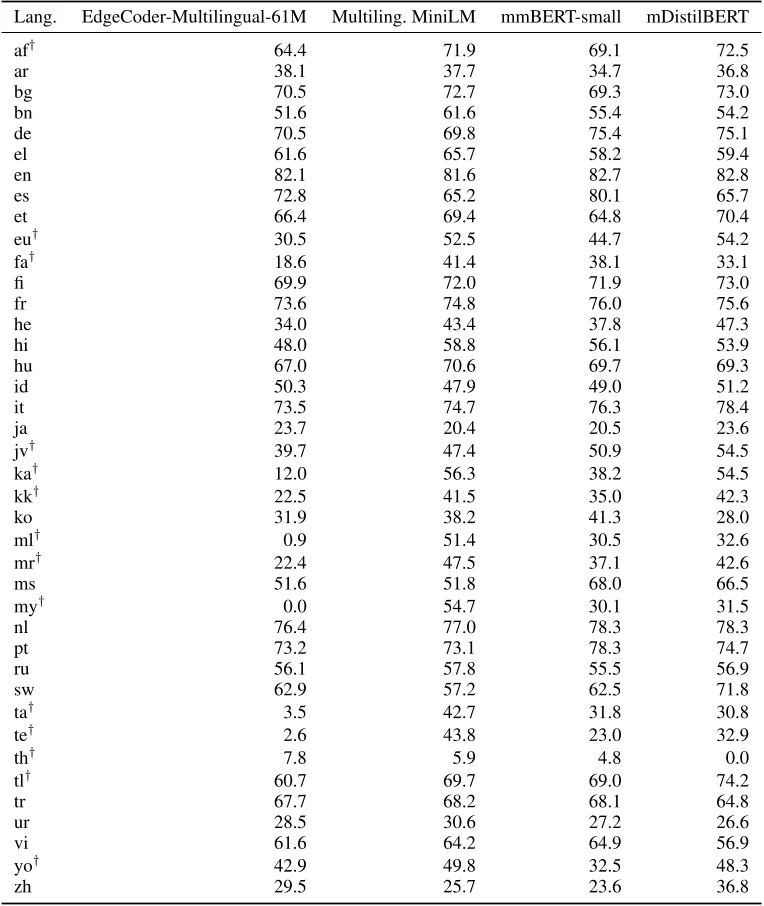 Lang. EdgeCoder-Multilingual-61M Multiling. MiniLM mmBERT-small mDistilBERT
af† 64.4 71.9 69.1 72.5
ar 38.1 37.7 34.7 36.8
bg 70.5 72.7 69.3 73.0
bn 51.6 61.6 55.4 54.2
de 70.5 69.8 75.4 75.1
el 61.6 65.7 58.2 59.4
en 82.1 81.6 82.7 82.8
es 72.8 65.2 80.1 65.7
et 66.4 69.4 64.8 70.4
eu† 30.5 52.5 44.7 54.2
fa† 18.6 41.4 38.1 33.1
fi 69.9 72.0 71.9 73.0
fr 73.6 74.8 76.0 75.6
he 34.0 43.4 37.8 47.3
hi 48.0 58.8 56.1 53.9
hu 67.0 70.6 69.7 69.3
id 50.3 47.9 49.0 51.2
it 73.5 74.7 76.3 78.4
ja 23.7 20.4 20.5 23.6
jv† 39.7 47.4 50.9 54.5
ka† 12.0 56.3 38.2 54.5
kk† 22.5 41.5 35.0 42.3
ko 31.9 38.2 41.3 28.0
ml† 0.9 51.4 30.5 32.6
mr† 22.4 47.5 37.1 42.6
ms 51.6 51.8 68.0 66.5
my† 0.0 54.7 30.1 31.5
nl 76.4 77.0 78.3 78.3
pt 73.2 73.1 78.3 74.7
ru 56.1 57.8 55.5 56.9
sw 62.9 57.2 62.5 71.8
ta† 3.5 42.7 31.8 30.8
te† 2.6 43.8 23.0 32.9
th† 7.8 5.9 4.8 0.0
tl† 60.7 69.7 69.0 74.2
tr 67.7 68.2 68.1 64.8
ur 28.5 30.6 27.2 26.6
vi 61.6 64.2 64.9 56.9
yo† 42.9 49.8 32.5 48.3
zh 29.5 25.7 23.6 36.8